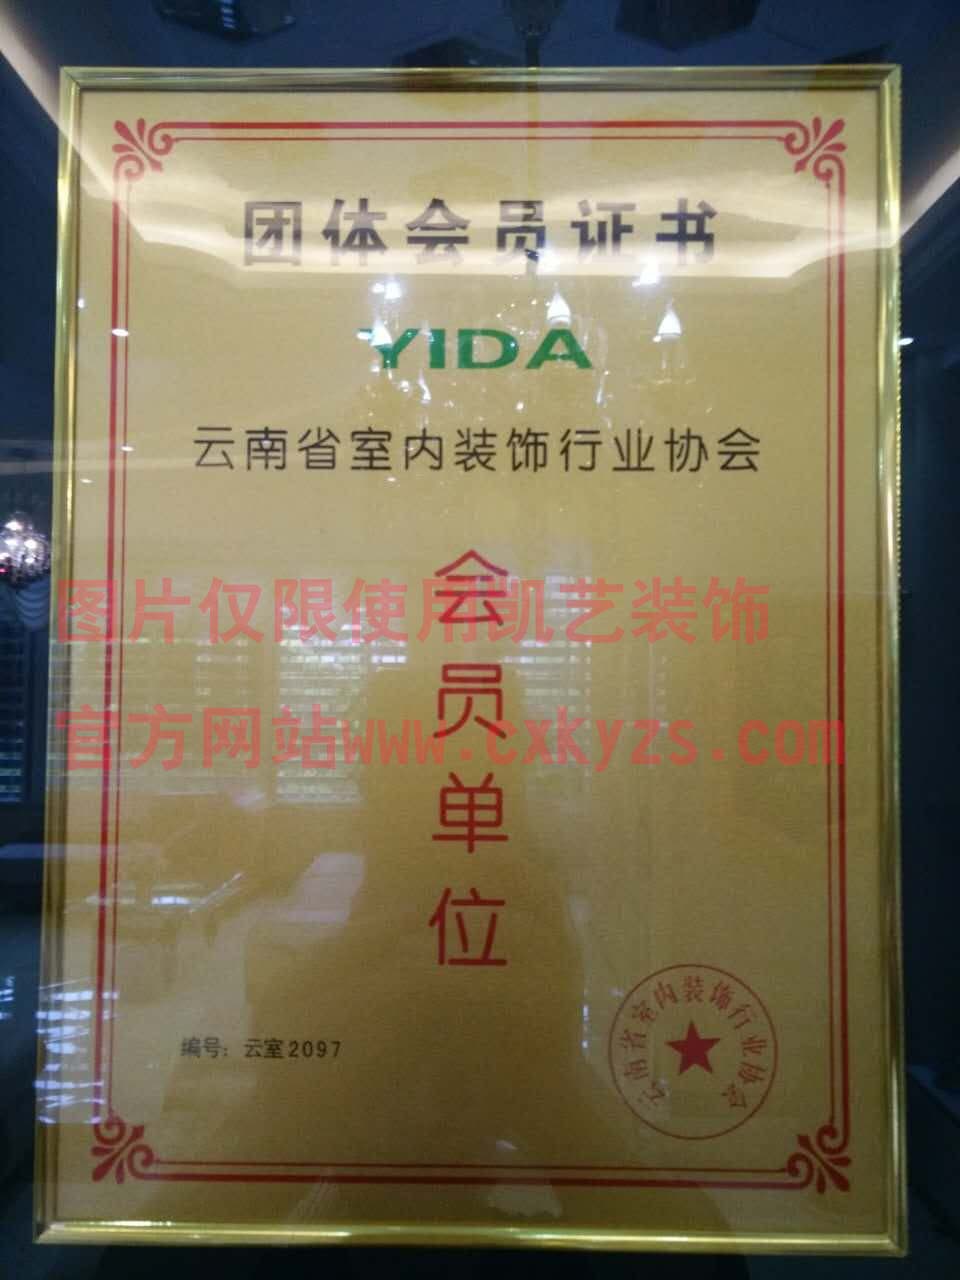 团体会员证书
YIDA
云南省室内装饰行业协会
会员单位
图片仅限使用凯艺装饰
官方网站www.cxkyzs.com
编号：云室2097
云南省室内装饰行业协会